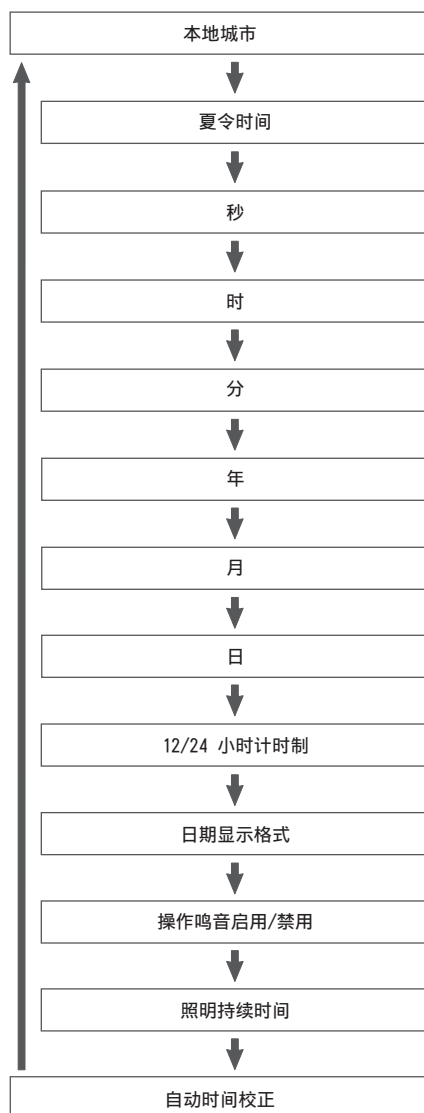 本地城市
夏令时间
秒
时
分
年
月
日
12/24 小时计时制
日期显示格式
操作鸣音启用/禁用
照明持续时间
自动时间校正